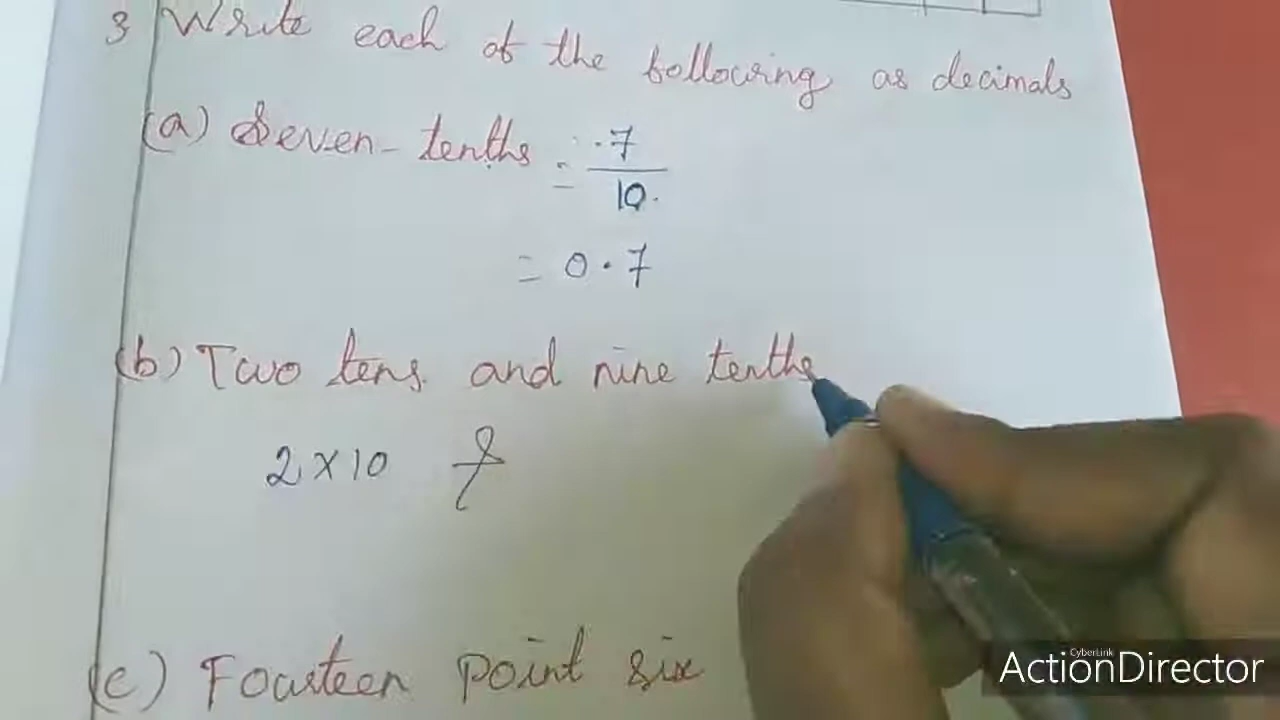 3 Write each of the following as decimals
(a) Seven-tenths = 7
10
= 0.7
(b) Two tens and nine tenths
2 x 10 &
(c) Fourteen point six
CyberLink
ActionDirector